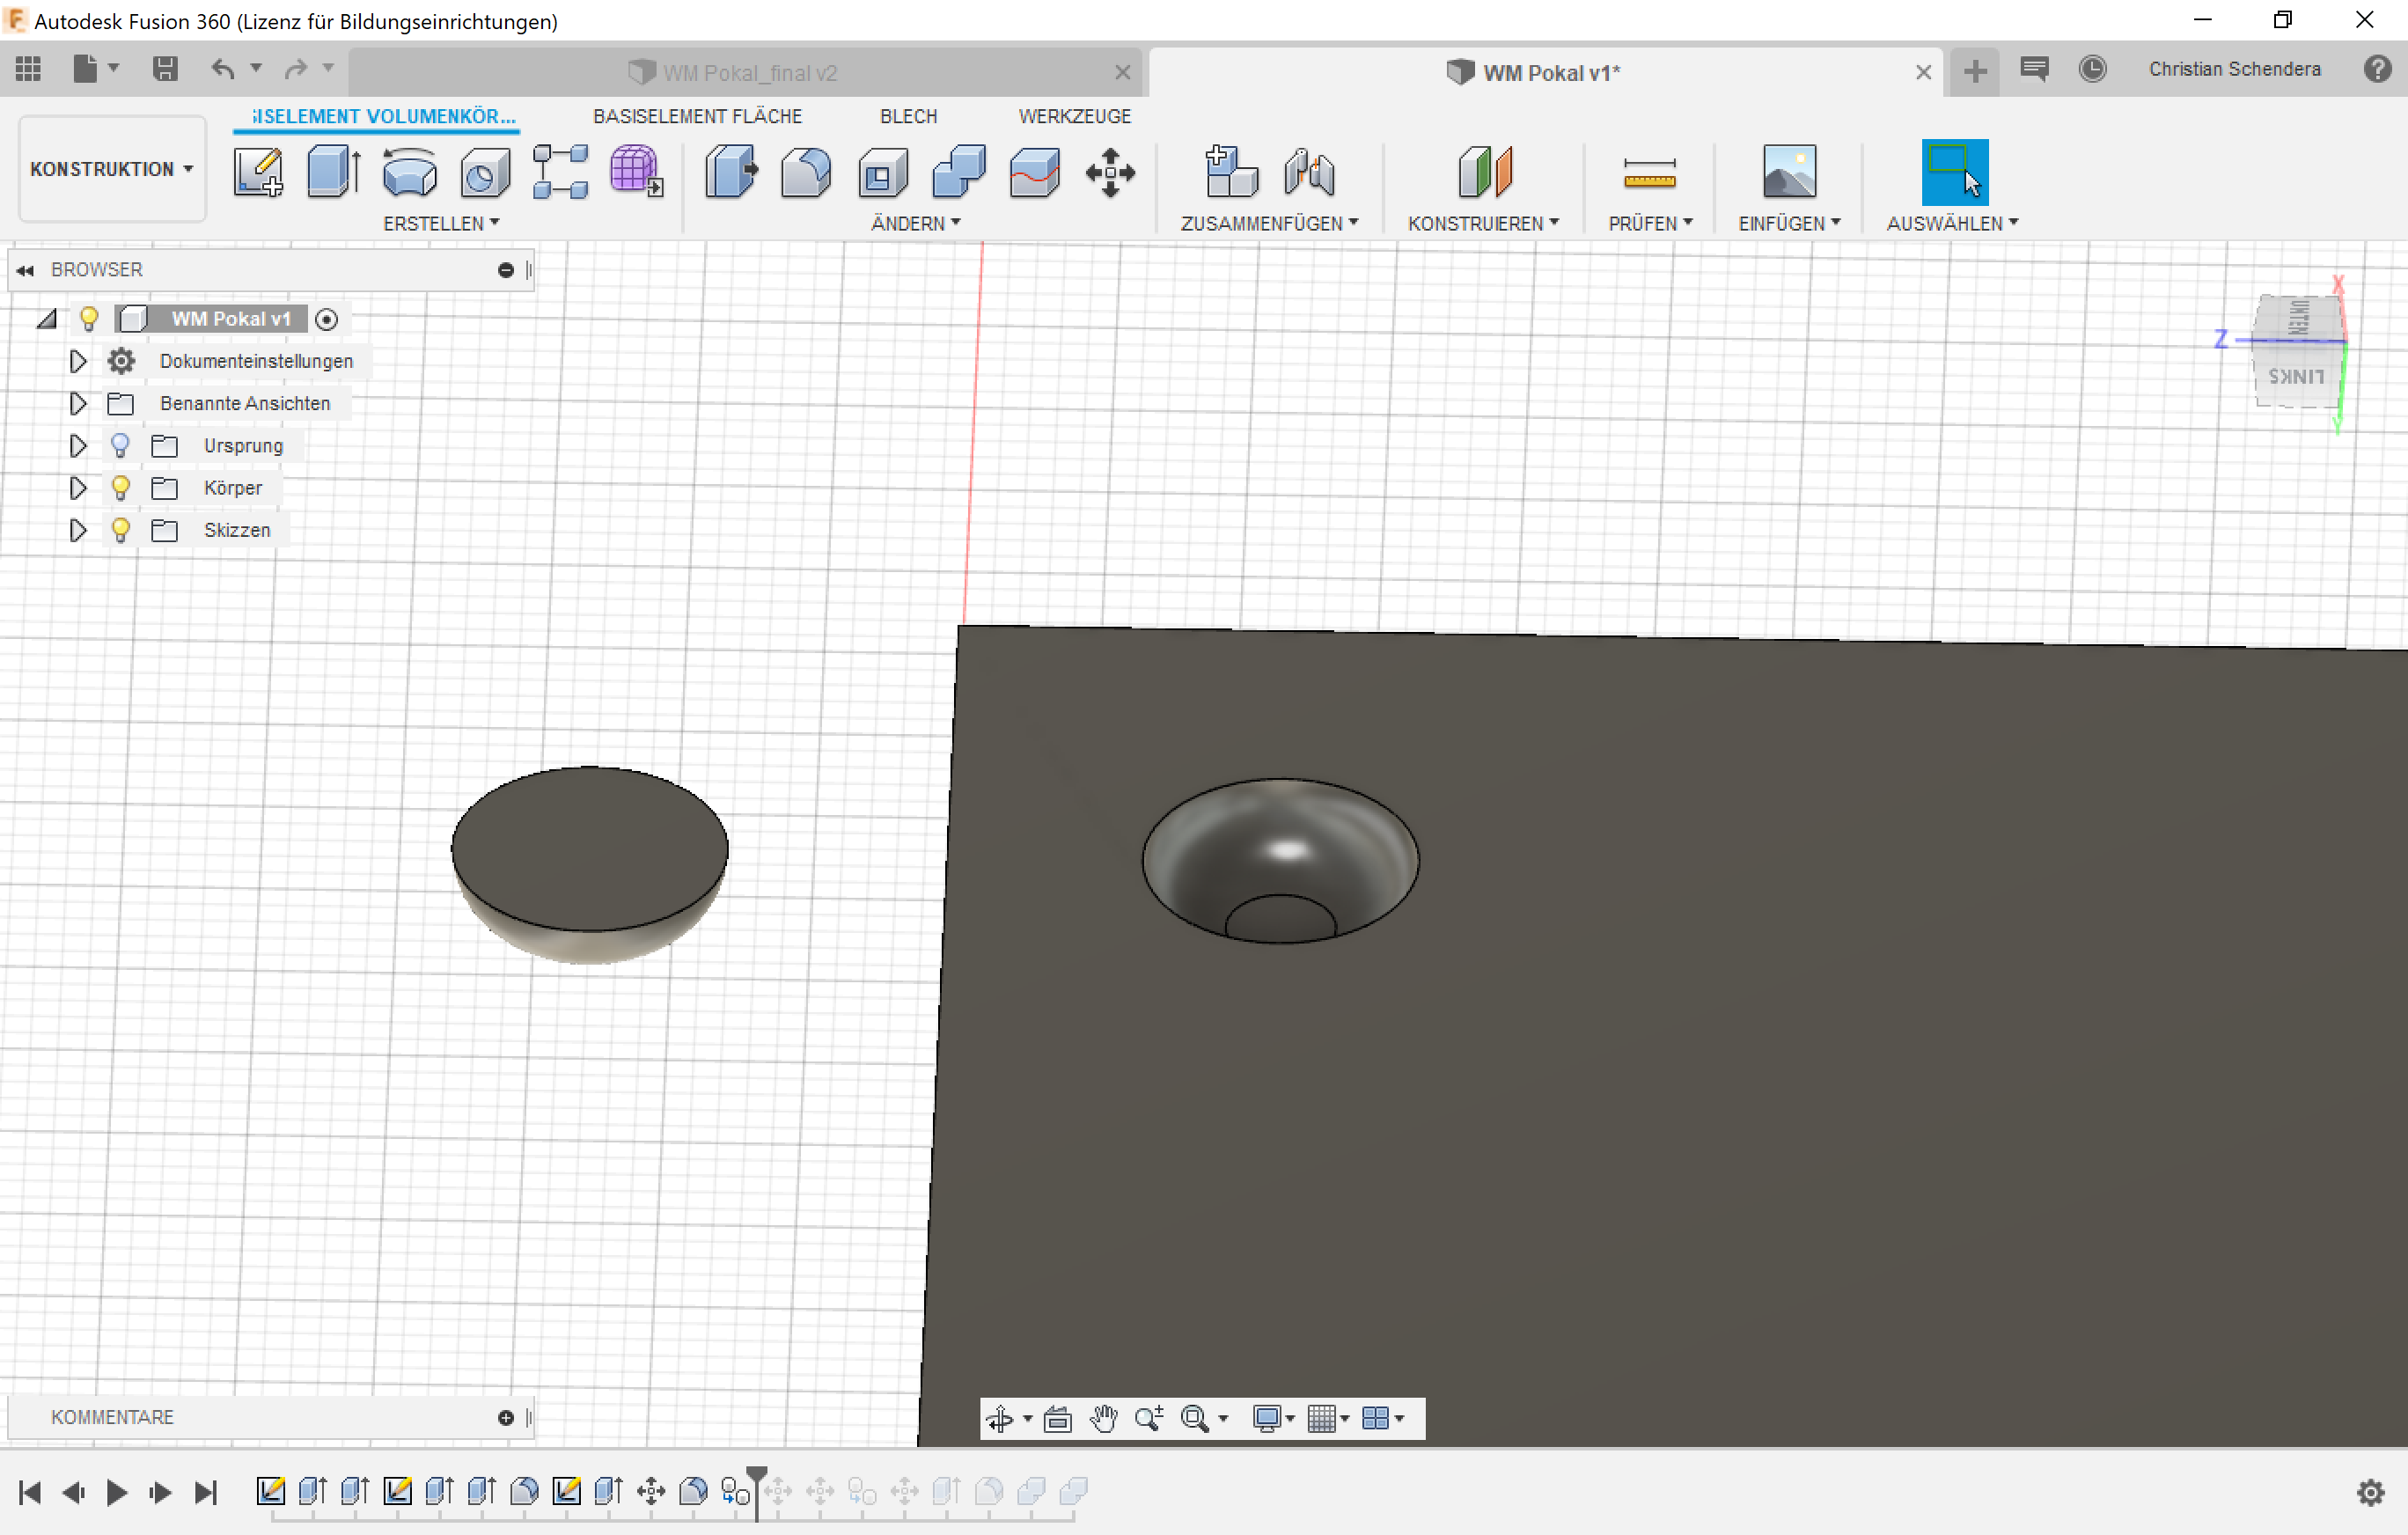 Autodesk Fusion 360 (Lizenz für Bildungseinrichtungen)
WM Pokal_final v2
WM Pokal v1*
Christian Schendera
ISELEMENT VOLUMENKÖR...
BASISELEMENT FLÄCHE
BLECH
WERKZEUGE
KONSTRUKTION
ERSTELLEN
ÄNDERN
ZUSAMMENFÜGEN
KONSTRUIEREN
PRÜFEN
EINFÜGEN
AUSWÄHLEN
BROWSER
WM Pokal v1
Dokumenteinstellungen
Benannte Ansichten
Ursprung
Körper
Skizzen
X
UNTEN
Z
LINKS
Y
KOMMENTARE